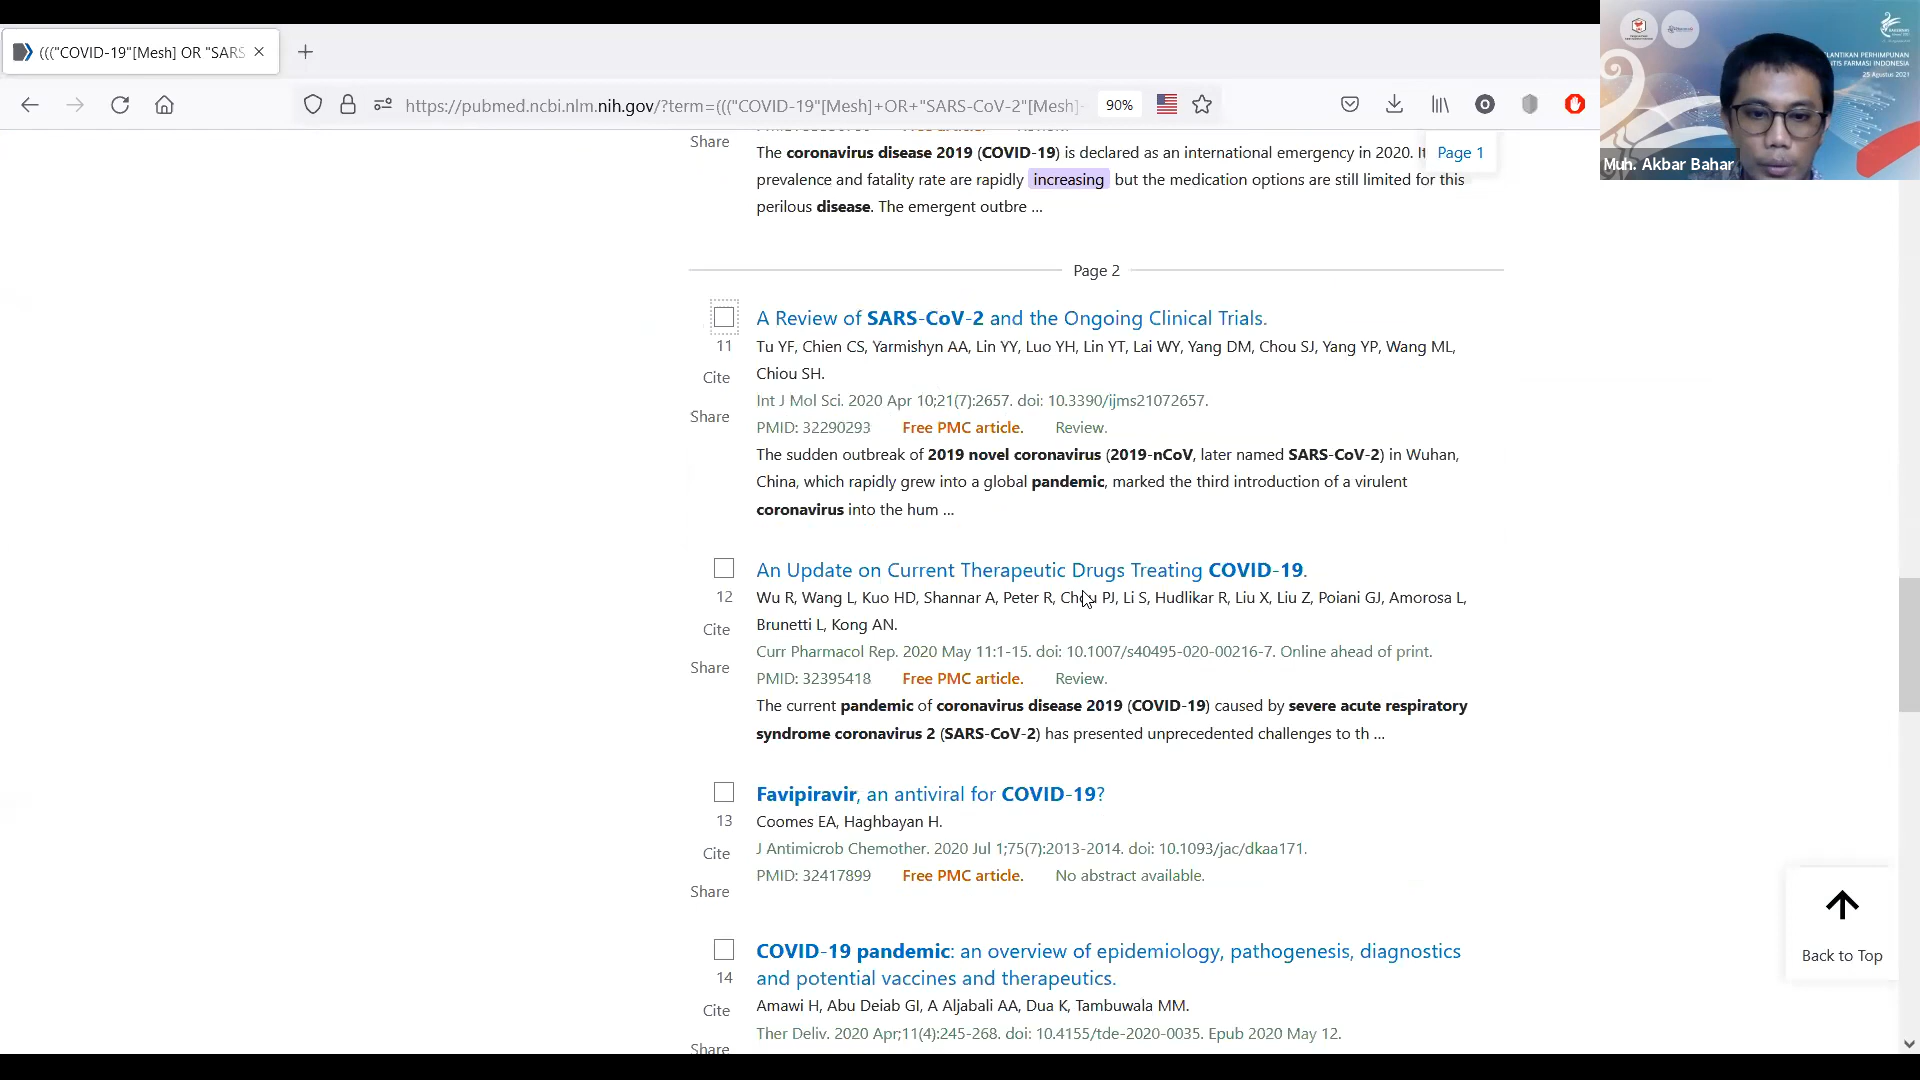 ((("COVID-19"[Mesh] OR "SARS
https://pubmed.ncbi.nlm.nih.gov/?term=((("COVID-19"[Mesh]+OR+"SARS-CoV-2"[Mesh]-
90%
LANTIKAN PERHIMPUNAN
ITIS FARMASI INDONESIA
25 Agustus 2021
Muh. Akbar Bahar
Share
The coronavirus disease 2019 (COVID-19) is declared as an international emergency in 2020. It
Page 1
prevalence and fatality rate are rapidly increasing but the medication options are still limited for this
perilous disease. The emergent outbre ...
Page 2
A Review of SARS-CoV-2 and the Ongoing Clinical Trials.
11
Tu YF, Chien CS, Yarmishyn AA, Lin YY, Luo YH, Lin YT, Lai WY, Yang DM, Chou SJ, Yang YP, Wang ML,
Cite
Chiou SH.
Int J Mol Sci. 2020 Apr 10;21(7):2657. doi: 10.3390/ijms21072657.
Share
PMID: 32290293 Free PMC article. Review.
The sudden outbreak of 2019 novel coronavirus (2019-nCoV, later named SARS-CoV-2) in Wuhan,
China, which rapidly grew into a global pandemic, marked the third introduction of a virulent
coronavirus into the hum ...
An Update on Current Therapeutic Drugs Treating COVID-19.
12
Wu R, Wang L, Kuo HD, Shannar A, Peter R, Chou PJ, Li S, Hudlikar R, Liu X, Liu Z, Poiani GJ, Amorosa L,
Cite
Brunetti L, Kong AN.
Curr Pharmacol Rep. 2020 May 11:1-15. doi: 10.1007/s40495-020-00216-7. Online ahead of print.
Share
PMID: 32395418 Free PMC article. Review.
The current pandemic of coronavirus disease 2019 (COVID-19) caused by severe acute respiratory
syndrome coronavirus 2 (SARS-CoV-2) has presented unprecedented challenges to th ...
Favipiravir, an antiviral for COVID-19?
13
Coomes EA, Haghbayan H.
Cite
J Antimicrob Chemother. 2020 Jul 1;75(7):2013-2014. doi: 10.1093/jac/dkaa171.
Share
PMID: 32417899 Free PMC article. No abstract available.
COVID-19 pandemic: an overview of epidemiology, pathogenesis, diagnostics
14
and potential vaccines and therapeutics.
Cite
Amawi H, Abu Deiab GI, A Aljabali AA, Dua K, Tambuwala MM.
Ther Deliv. 2020 Apr;11(4):245-268. doi: 10.4155/tde-2020-0035. Epub 2020 May 12.
Share
Back to Top